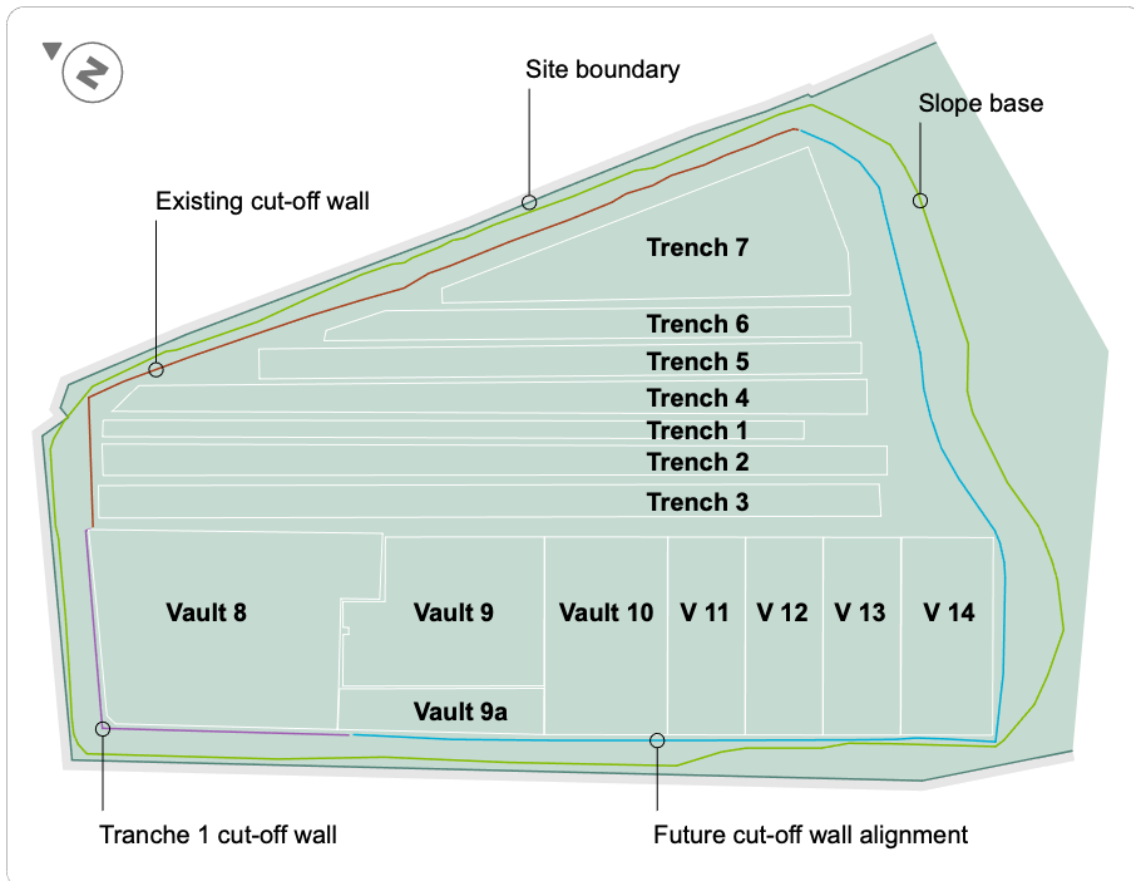 N
Site boundary
Slope base
Existing cut-off wall
Trench 7
Trench 6
Trench 5
Trench 4
Trench 1
Trench 2
Trench 3
Vault 8
Vault 9
Vault 10
V 11
V 12
V 13
V 14
Vault 9a
Tranche 1 cut-off wall
Future cut-off wall alignment